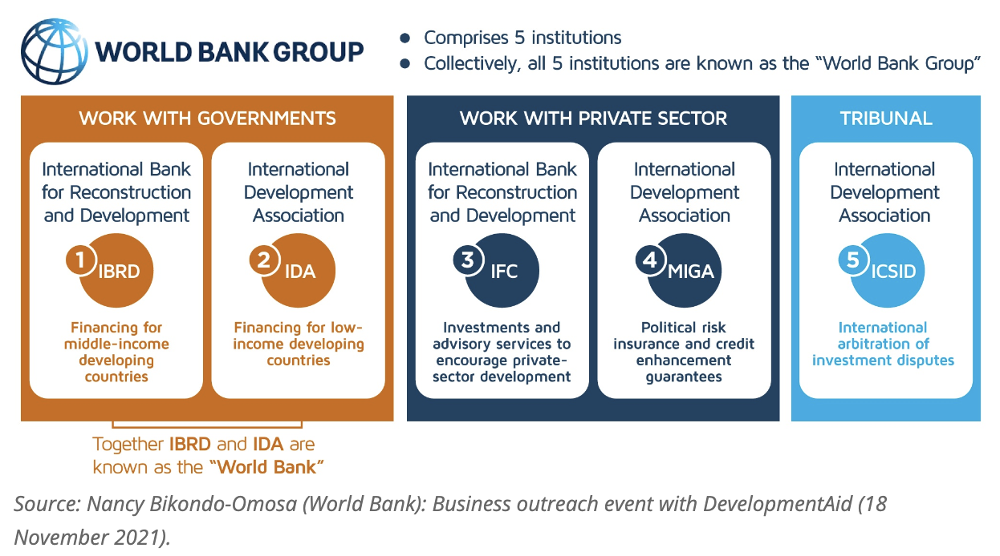 WORLD BANK GROUP
● Comprises 5 institutions
● Collectively, all 5 institutions are known as the “World Bank Group”
WORK WITH GOVERNMENTS
International Bank
for Reconstruction
and Development
1 IBRD
Financing for
middle-income
developing
countries
International
Development
Association
2 IDA
Financing for low-
income developing
countries
Together IBRD and IDA are
known as the “World Bank”
WORK WITH PRIVATE SECTOR
International Bank
for Reconstruction
and Development
3 IFC
Investments and
advisory services to
encourage private-
sector development
International
Development
Association
4 MIGA
Political risk
insurance and credit
enhancement
guarantees
TRIBUNAL
International
Development
Association
5 ICSID
International
arbitration of
investment disputes
Source: Nancy Bikondo-Omosa (World Bank): Business outreach event with DevelopmentAid (18
November 2021).